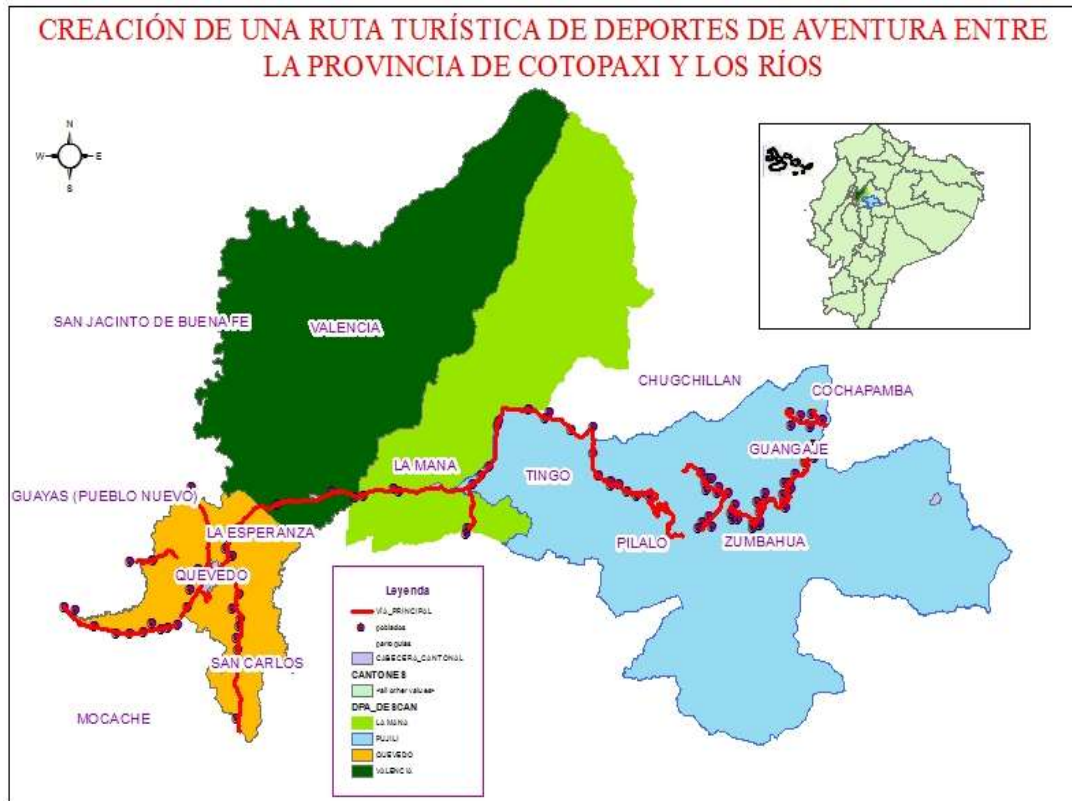 CREACIÓN DE UNA RUTA TURÍSTICA DE DEPORTES DE AVENTURA ENTRE
LA PROVINCIA DE COTOPAXI Y LOS RÍOS
N
W
E
S
SAN JACINTO DE BUENA FE
VALENCIA
CHUGCHILLAN
COCHAPAMBA
GUANGAJE
LA MANA
TINGO
GUAYAS (PUEBLO NUEVO)
LA ESPERANZA
PILALO
ZUMBAHUA
QUEVEDO
SAN CARLOS
MOCACHE
Leyenda
VÍA_PRINCIPAL
poblados
parroquias
CABECERA_CANTONAL
CANTONES
<all other values>
DPA_DESCAN
LA MANA
PUJILI
QUEVEDO
VALENCIA